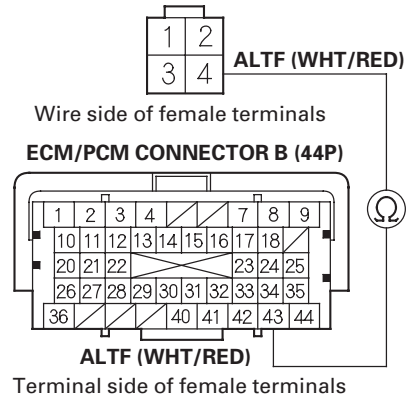 1 2
3 4
ALTF (WHT/RED)
Wire side of female terminals
ECM/PCM CONNECTOR B (44P)
Ω
1 2 3 4 7 8 9
10 11 12 13 14 15 16 17 18
20 21 22 23 24 25
26 27 28 29 30 31 32 33 34 35
36 40 41 42 43 44
ALTF (WHT/RED)
Terminal side of female terminals